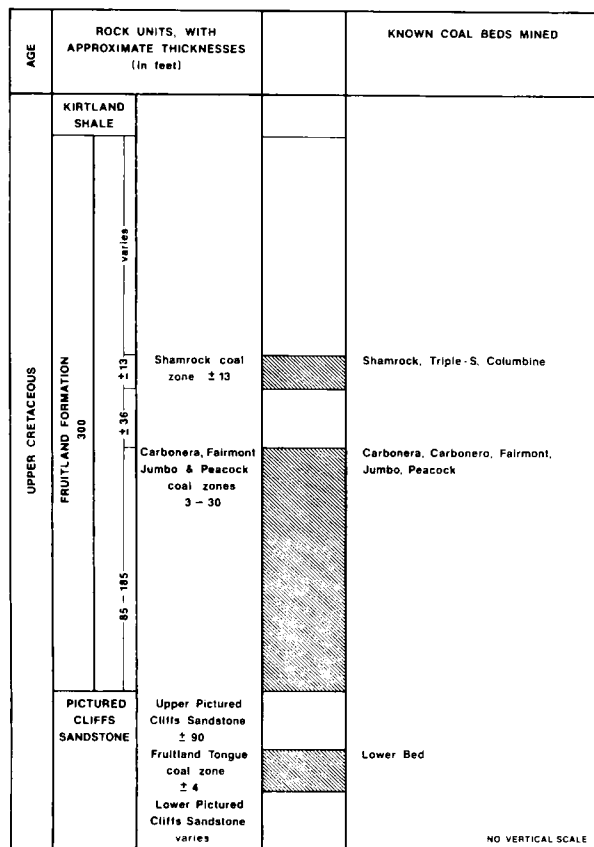 AGE
ROCK UNITS, WITH
APPROXIMATE THICKNESSES
(in feet)
KNOWN COAL BEDS MINED
UPPER CRETACEOUS
KIRTLAND
SHALE
FRUITLAND FORMATION
300
varies
± 13
± 36
85 – 185
Shamrock coal
zone ± 13
Shamrock, Triple-S, Columbine
Carbonera, Fairmont
Jumbo & Peacock
coal zones
3 – 30
Carbonera, Carbonero, Fairmont,
Jumbo, Peacock
PICTURED
CLIFFS
SANDSTONE
Upper Pictured
Cliffs Sandstone
± 90
Fruitland Tongue
coal zone
± 4
Lower Bed
Lower Pictured
Cliffs Sandstone
varies
NO VERTICAL SCALE